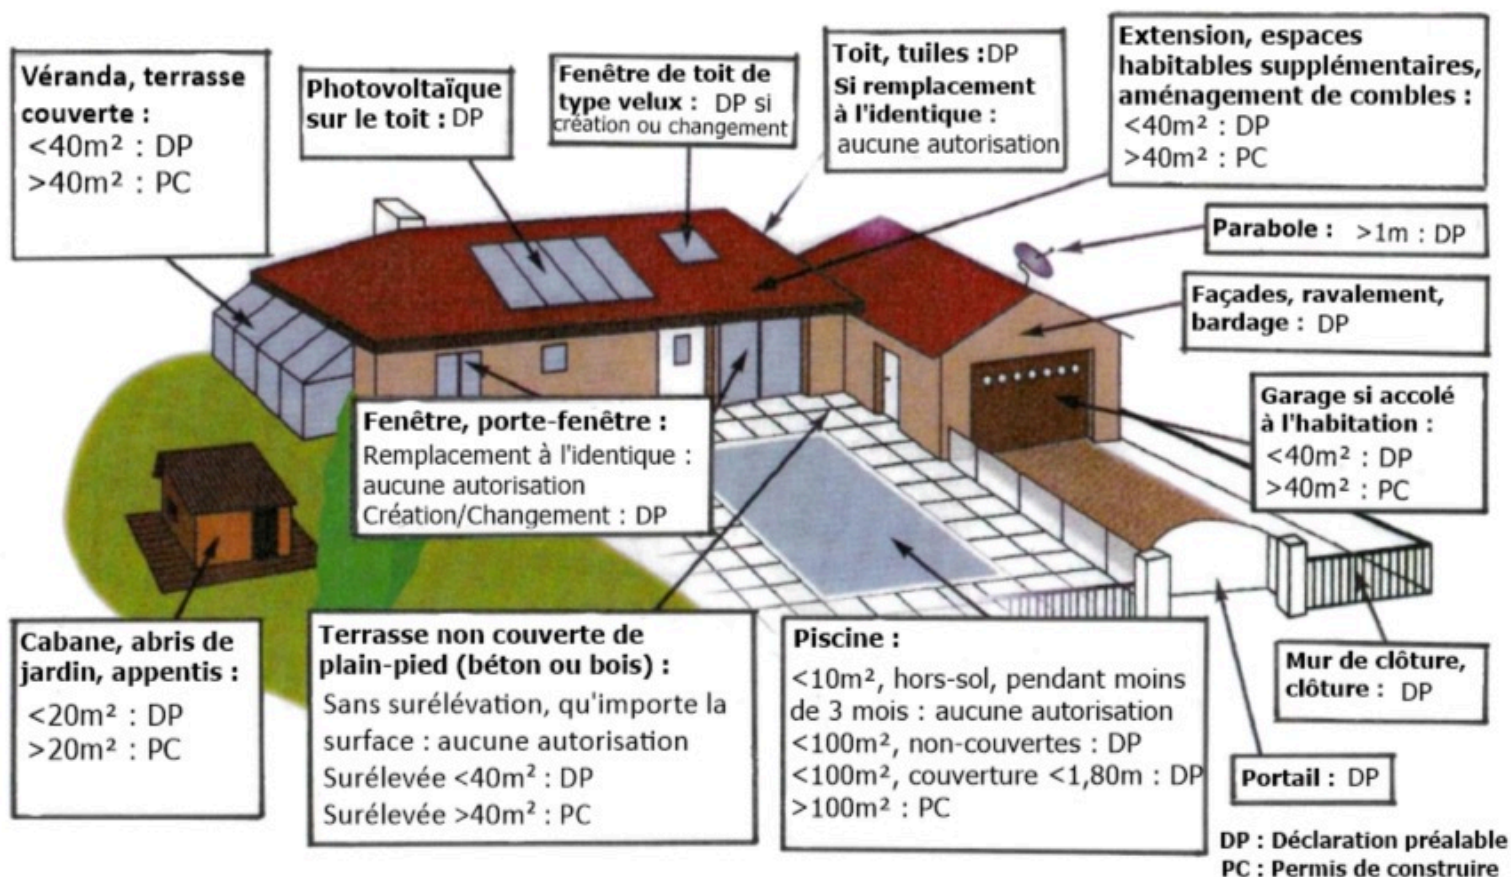 Véranda, terrasse
couverte :
<40m² : DP
>40m² : PC
Photovoltaïque
sur le toit : DP
Fenêtre de toit de
type velux : DP si
création ou changement
Toit, tuiles :DP
Si remplacement
à l'identique :
aucune autorisation
Extension, espaces
habitables supplémentaires,
aménagement de combles :
<40m² : DP
>40m² : PC
Parabole : >1m : DP
Façades, ravalement,
bardage : DP
Garage si accolé
à l'habitation :
<40m² : DP
>40m² : PC
Fenêtre, porte-fenêtre :
Remplacement à l'identique :
aucune autorisation
Création/Changement : DP
Cabane, abris de
jardin, appentis :
<20m² : DP
>20m² : PC
Terrasse non couverte de
plain-pied (béton ou bois) :
Sans surélévation, qu'importe la
surface : aucune autorisation
Surélevée <40m² : DP
Surélevée >40m² : PC
Piscine :
<10m², hors-sol, pendant moins
de 3 mois : aucune autorisation
<100m², non-couvertes : DP
<100m², couverture <1,80m : DP
>100m² : PC
Mur de clôture,
clôture : DP
Portail : DP
DP : Déclaration préalable
PC : Permis de construire